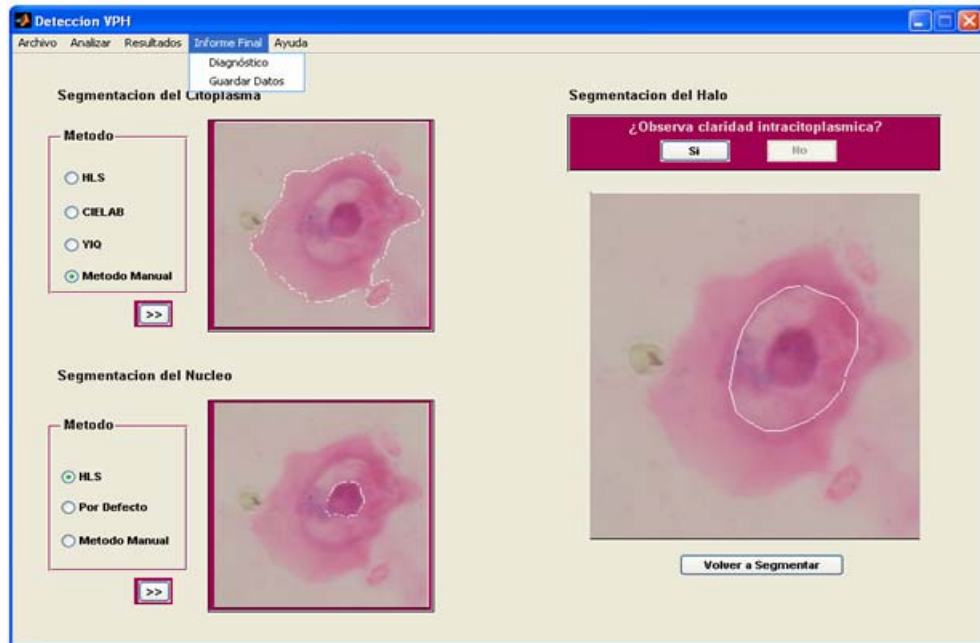 Deteccion VPH
Archivo Analizar Resultados Informe Final Ayuda
Diagnóstico
Guardar Datos
Segmentacion del Citoplasma
Metodo
HLS
CIELAB
YIQ
Metodo Manual
>>
Segmentacion del Nucleo
Metodo
HLS
Por Defecto
Metodo Manual
>>
Segmentacion del Halo
¿Observa claridad intracitoplasmica?
Si No
Volver a Segmentar